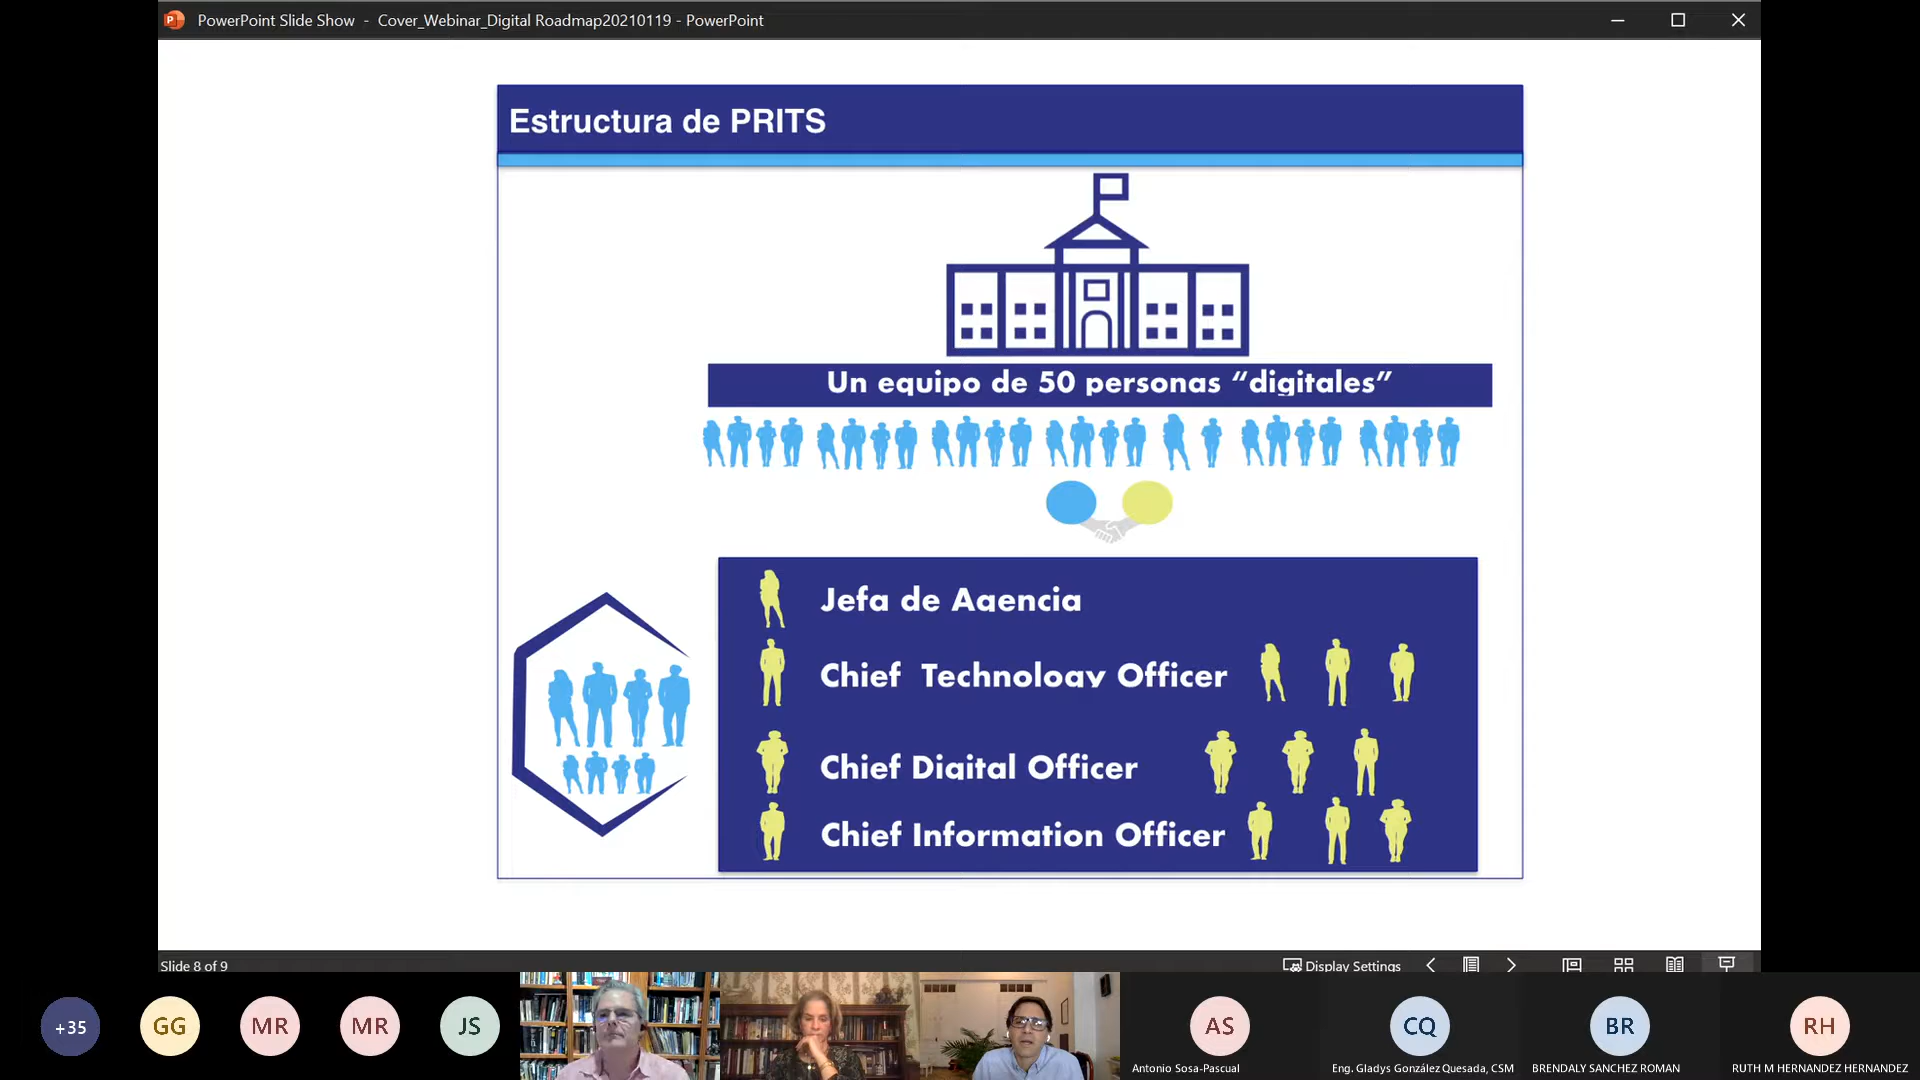 PowerPoint Slide Show - Cover_Webinar_Digital Roadmap20210119 - PowerPoint
Estructura de PRITS
Un equipo de 50 personas “digitales”
Jefa de Agencia
Chief Technology Officer
Chief Digital Officer
Chief Information Officer
Slide 8 of 9
Display Settings
+35
GG
MR
MR
JS
AS
CQ
BR
RH
Antonio Sosa-Pascual
Eng. Gladys González Quesada, CSM
BRENDALY SANCHEZ ROMAN
RUTH M HERNANDEZ HERNANDEZ